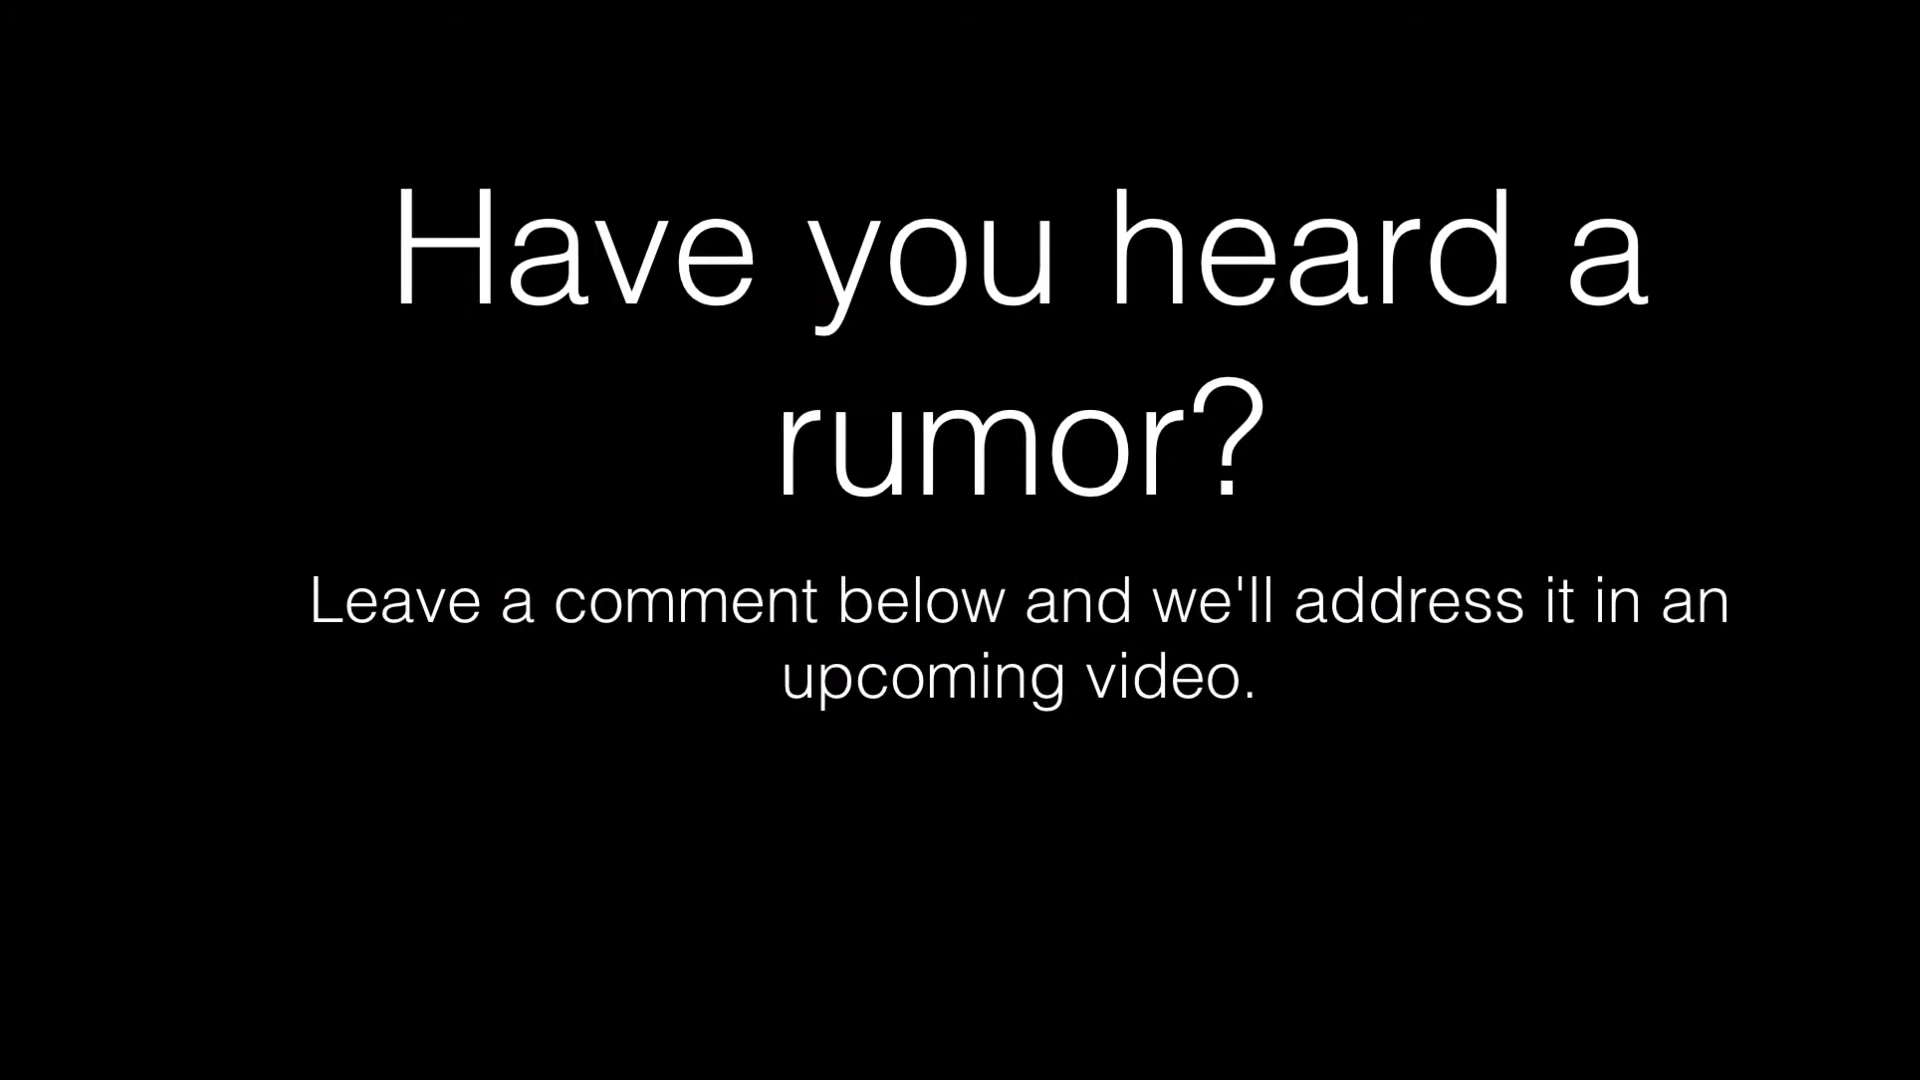 Have you heard a
rumor?
Leave a comment below and we'll address it in an
upcoming video.